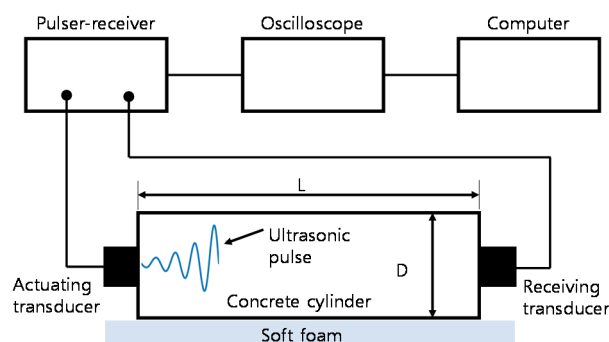 Pulser-receiver
Oscilloscope
Computer
L
Ultrasonic
pulse
D
Actuating
transducer
Concrete cylinder
Receiving
transducer
Soft foam